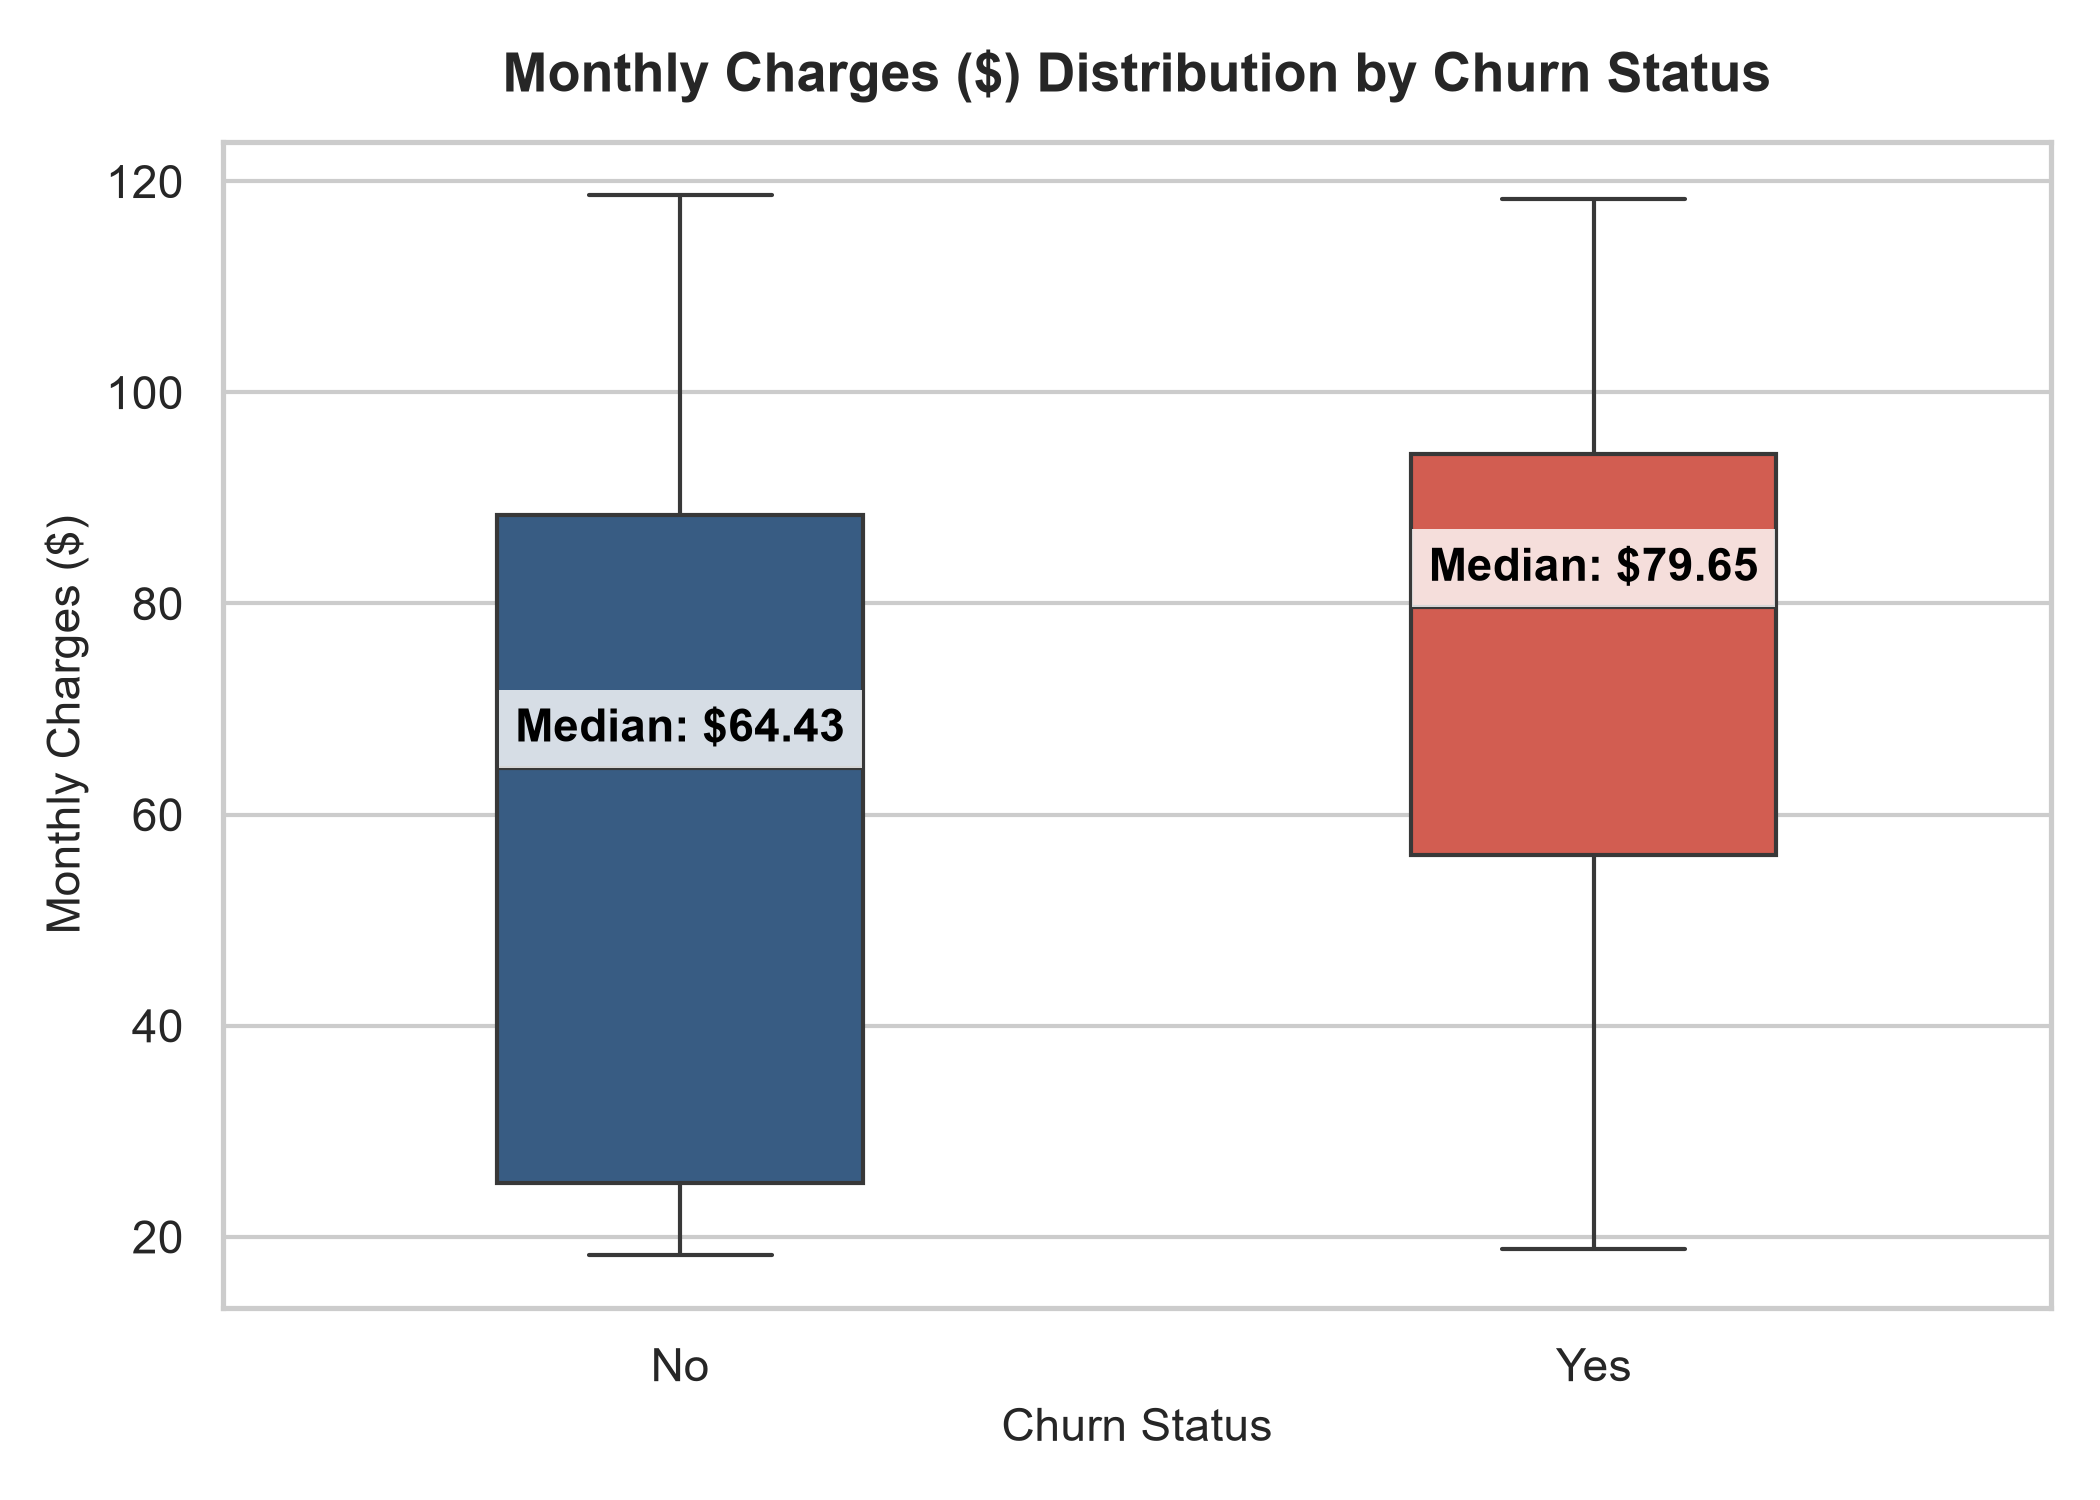 Monthly Charges ($) Distribution by Churn Status
Monthly Charges ($)
120
100
80
60
40
20
Median: $64.43
Median: $79.65
No
Yes
Churn Status